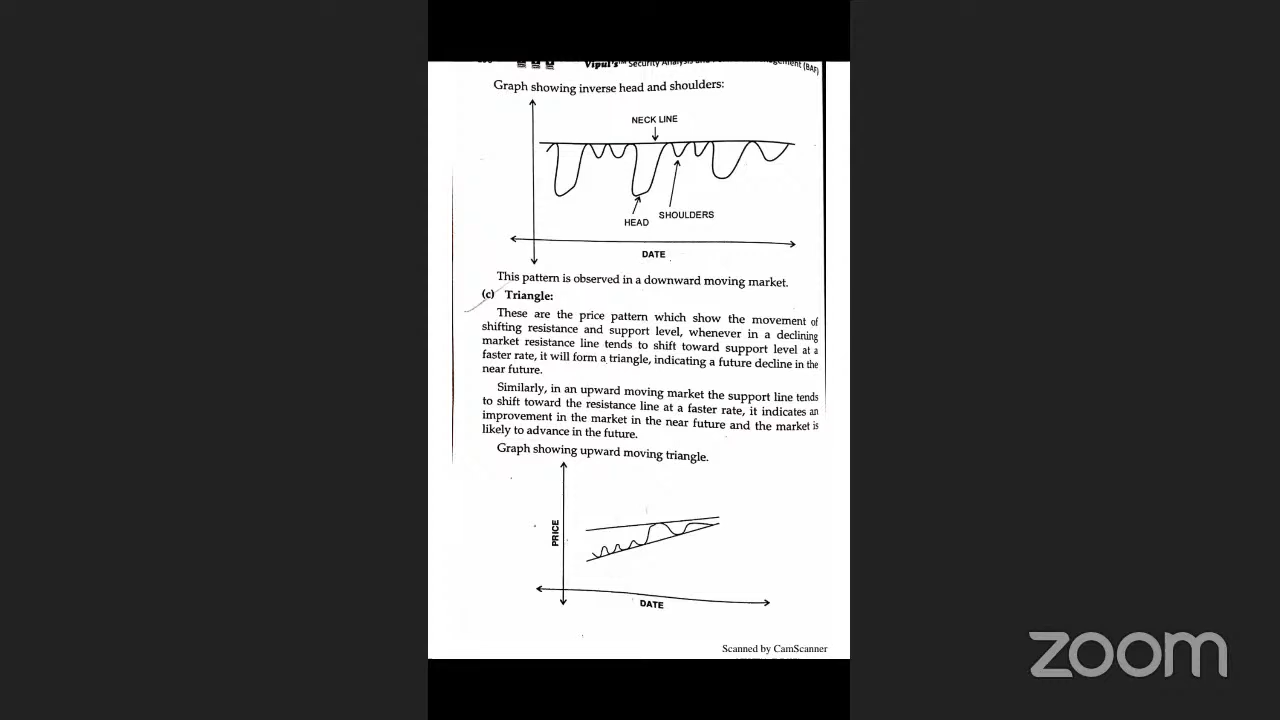 Vipul's™ Security Analysis and
gement (BAF)
Graph showing inverse head and shoulders:
NECK LINE
SHOULDERS
HEAD
DATE
This pattern is observed in a downward moving market.
(c) Triangle:
These are the price pattern which show the movement of
shifting resistance and support level, whenever in a declining
market resistance line tends to shift toward support level at a
faster rate, it will form a triangle, indicating a future decline in the
near future.
Similarly, in an upward moving market the support line tends
to shift toward the resistance line at a faster rate, it indicates an
improvement in the market in the near future and the market is
likely to advance in the future.
Graph showing upward moving triangle.
PRICE
DATE
Scanned by CamScanner
zoom